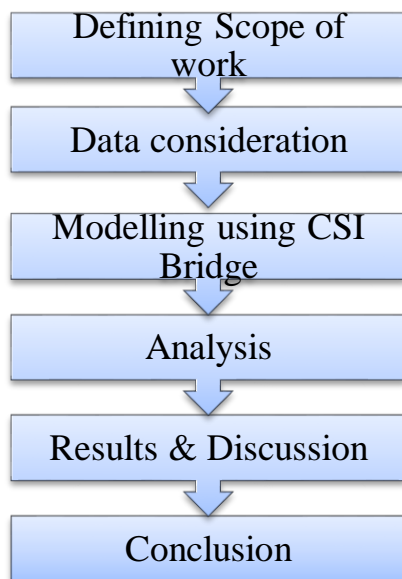 Defining Scope of
work
Data consideration
Modelling using CSI
Bridge
Analysis
Results & Discussion
Conclusion